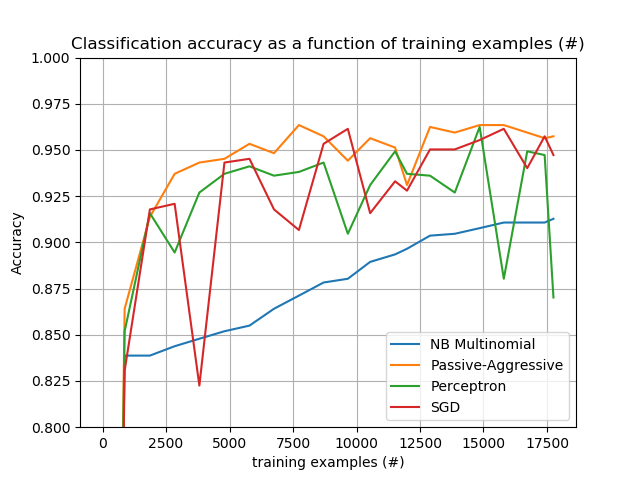 Classification accuracy as a function of training examples (#)
1.000
0.975
0.950
0.925
0.900
0.875
0.850
0.825
0.800
Accuracy
NB Multinomial
Passive-Aggressive
Perceptron
SGD
0 2500 5000 7500 10000 12500 15000 17500
training examples (#)